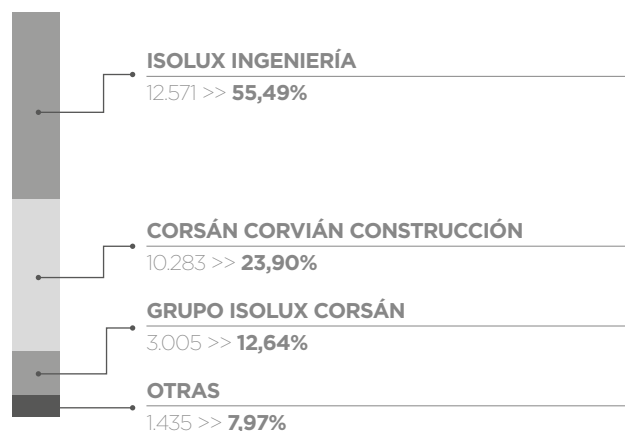 ISOLUX INGENIERÍA
12.571 >> 55,49%
CORSÁN CORVIÁN CONSTRUCCIÓN
10.283 >> 23,90%
GRUPO ISOLUX CORSÁN
3.005 >> 12,64%
OTRAS
1.435 >> 7,97%